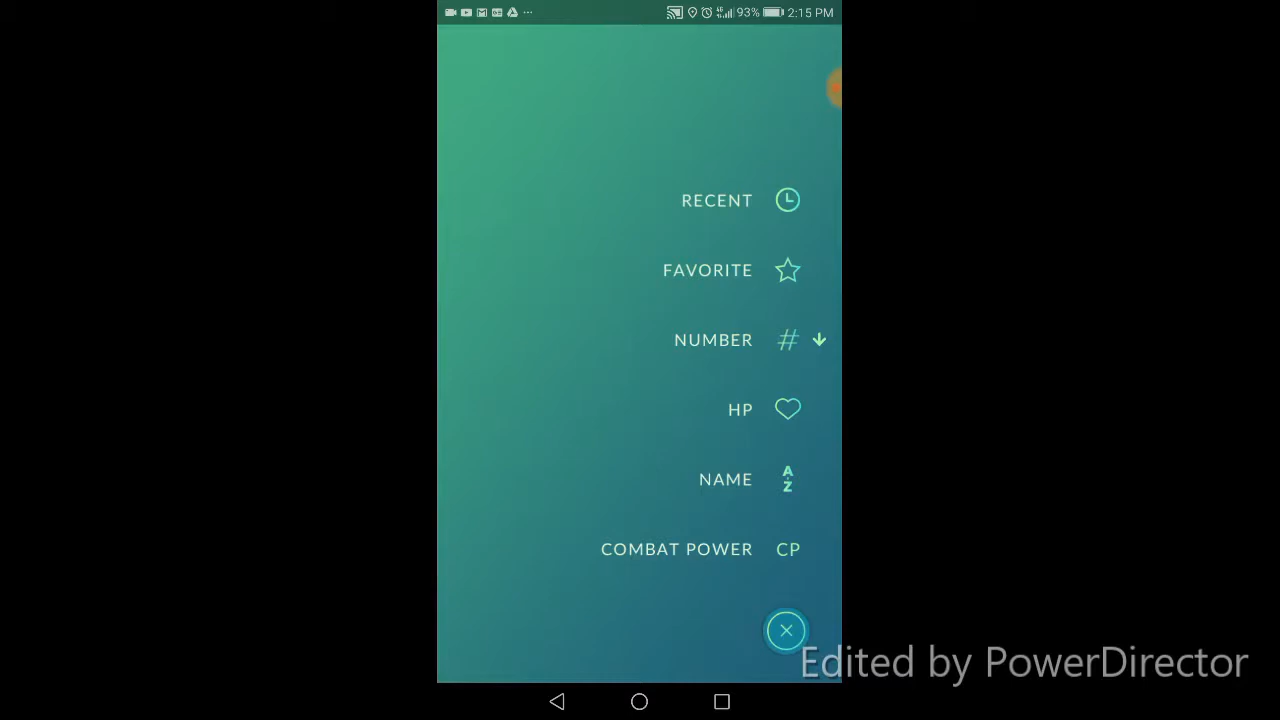 93% 2:15 PM
RECENT
FAVORITE
NUMBER #
HP
NAME A-Z
COMBAT POWER CP
Edited by PowerDirector